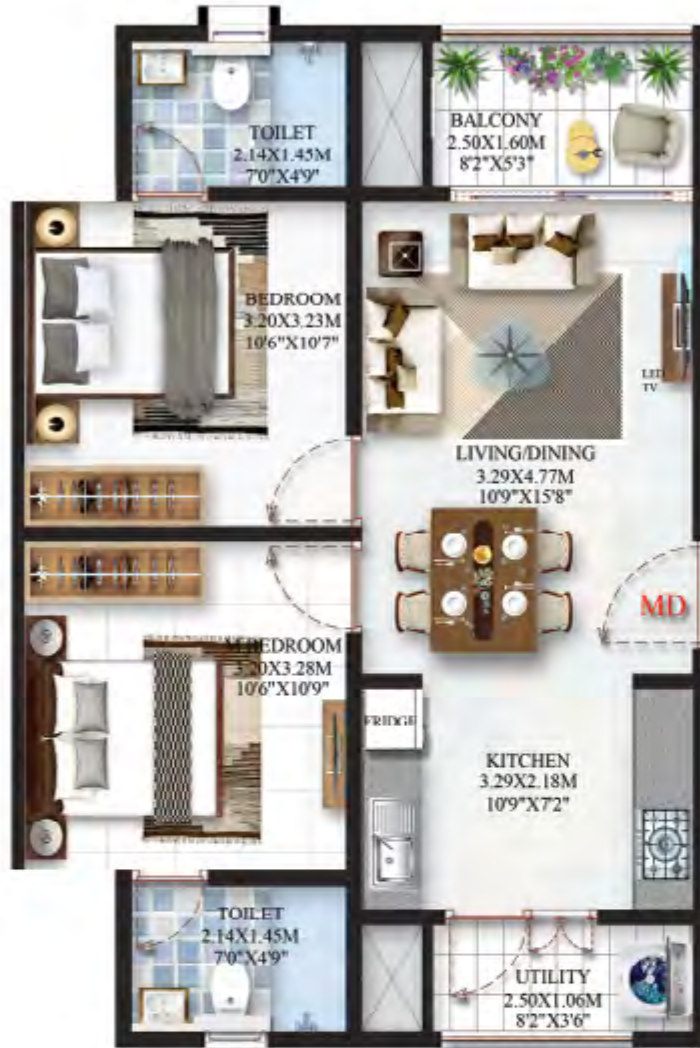 TOILET
2.14X1.45M
7'0"X4'9"
BALCONY
2.50X1.60M
8'2"X5'3"
BEDROOM
3.20X3.23M
10'6"X10'7"
LED
TV
LIVING/DINING
3.29X4.77M
10'9"X15'8"
MD
M.BEDROOM
3.20X3.28M
10'6"X10'9"
FRIDGE
KITCHEN
3.29X2.18M
10'9"X7'2"
TOILET
2.14X1.45M
7'0"X4'9"
UTILITY
2.50X1.06M
8'2"X3'6"